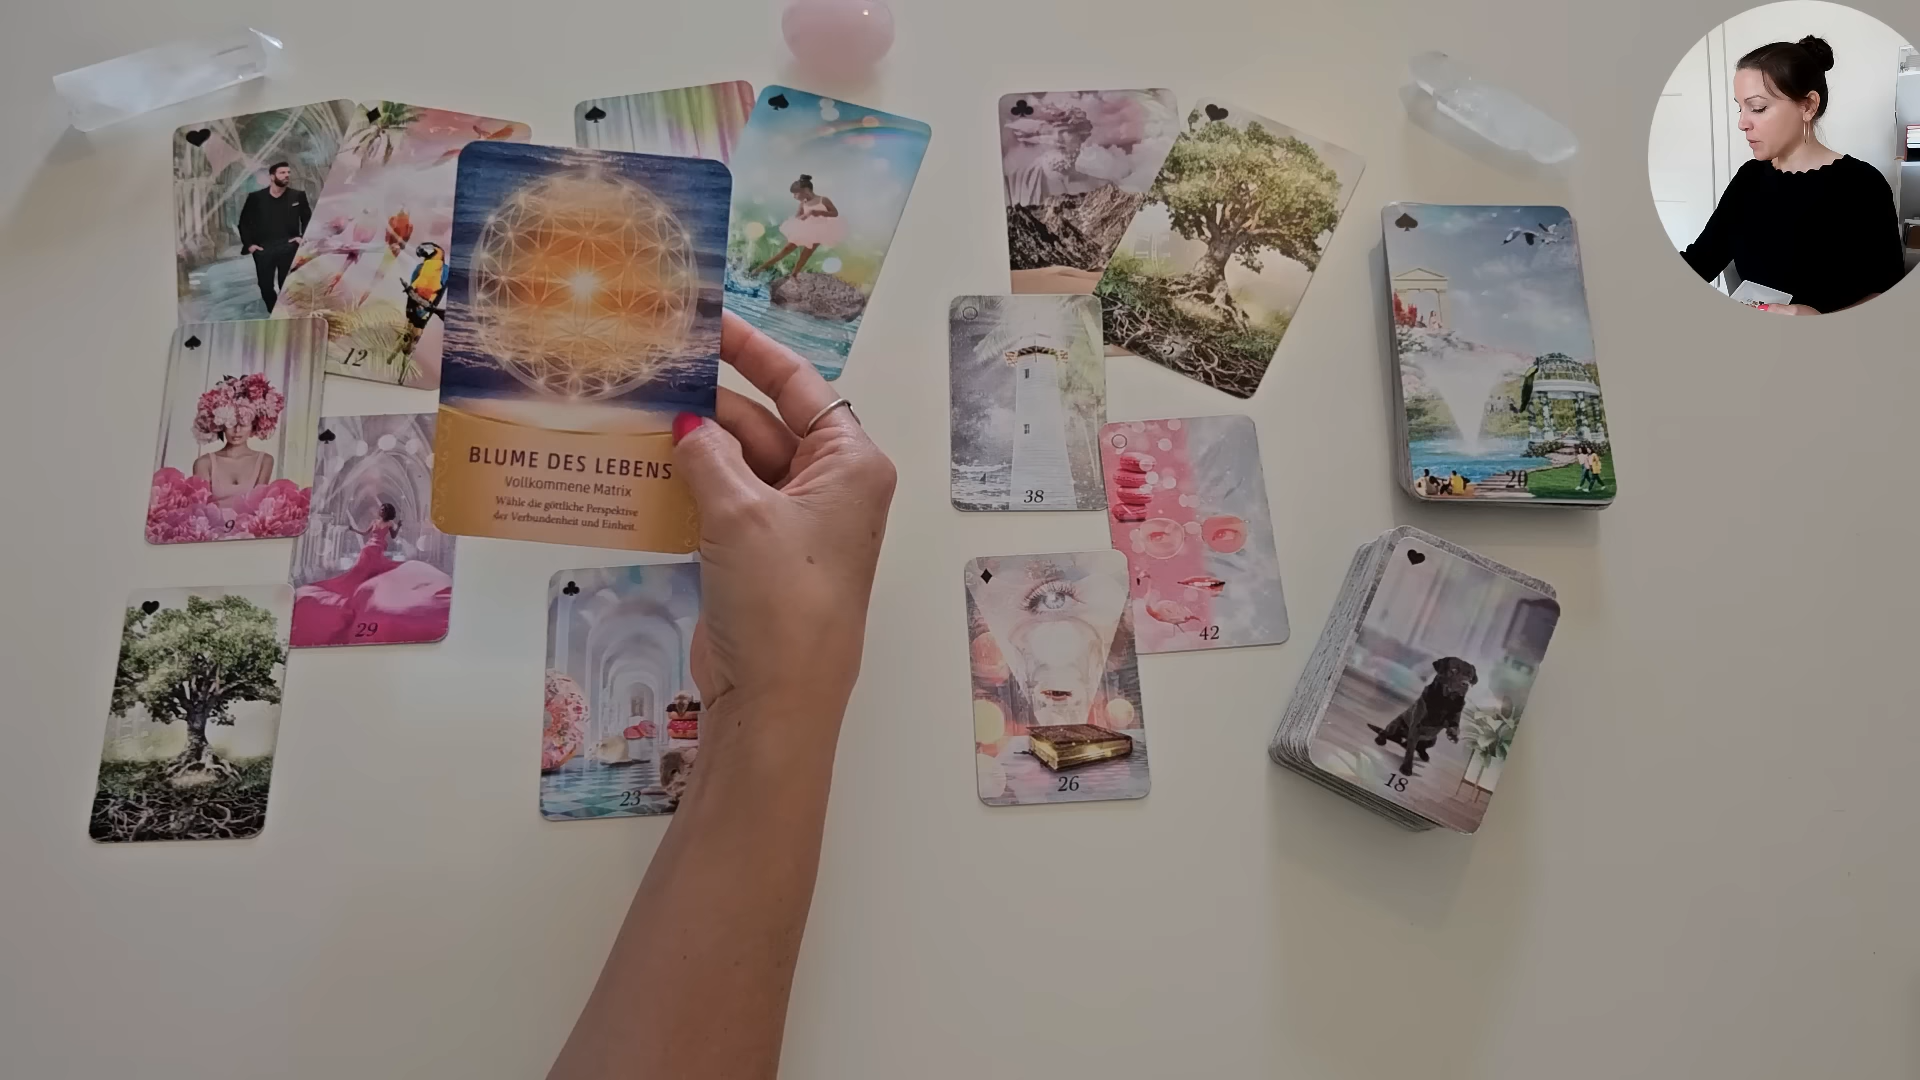 BLUME DES LEBENS
Vollkommene Matrix
Wähle die göttliche Perspektive
der Verbundenheit und Einheit.
12
9
29
23
5
38
42
26
20
18